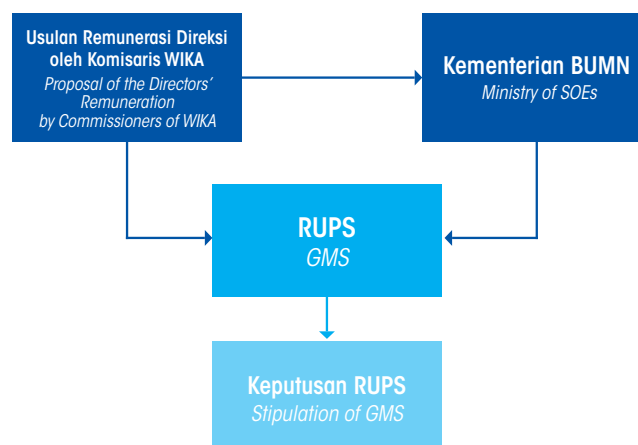 Usulan Remunerasi Direksi
oleh Komisaris WIKA
Proposal of the Directors’
Remuneration
by Commissioners of WIKA
Kementerian BUMN
Ministry of SOEs
RUPS
GMS
Keputusan RUPS
Stipulation of GMS